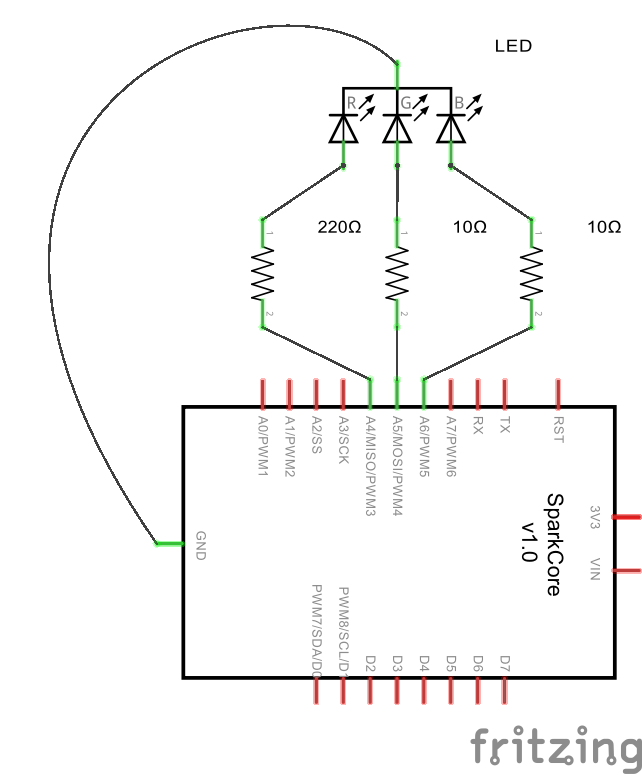 LED
R
G
B
220Ω
10Ω
10Ω
1
1
1
2
2
2
A0/PWM1
A1/PWM2
A2/SS
A3/SCK
A4/MISO/PWM3
A5/MOSI/PWM4
A6/PWM5
A7/PWM6
RX
TX
RST
GND
SparkCore
v1.0
3V3
VIN
PWM7/SDA/D0
PWM8/SCL/D1
D2
D3
D4
D5
D6
D7
fritzing